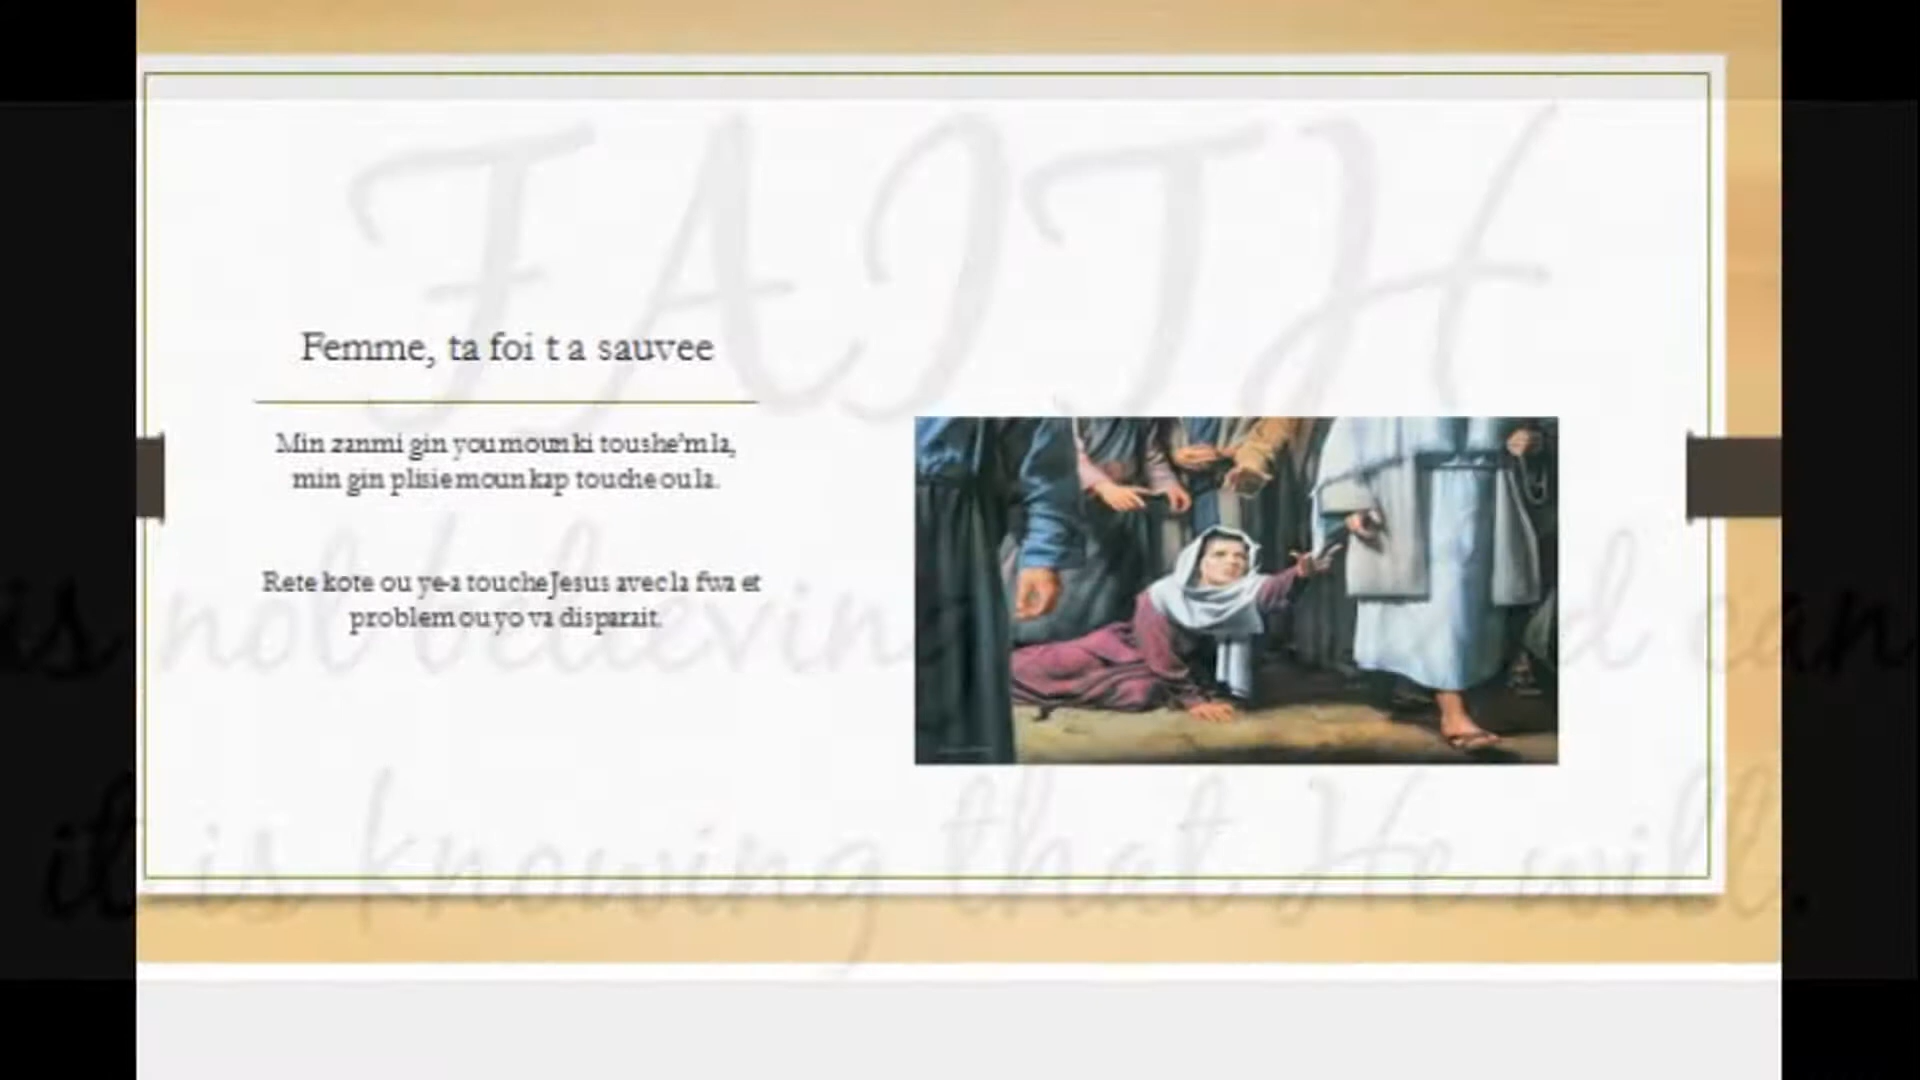 FAITH
Femme, ta foi t a sauvee
Min zanmi gin you moun ki toushe'm la,
min gin plisie moun kap touche ou la.
Rete kote ou ye-a touche Jesus avec la fwa et
problem ou yo va disparait.
is not believing can
it is knowing that He will.